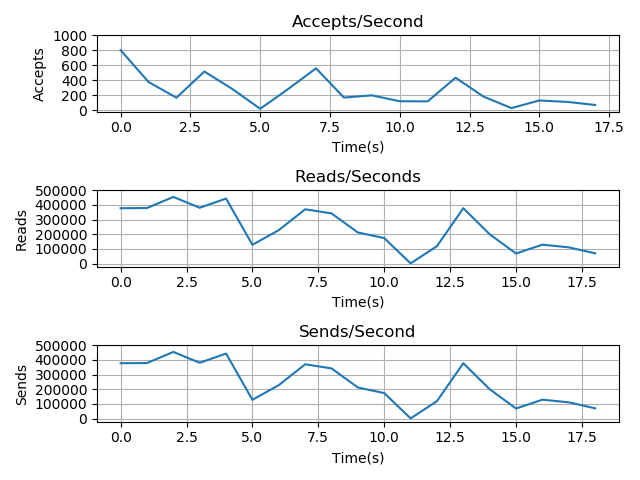 Accepts/Second
1000
800
600
400
200
0
Accepts
0.0 2.5 5.0 7.5 10.0 12.5 15.0 17.5
Time(s)
Reads/Seconds
500000
400000
300000
200000
100000
0
Reads
0.0 2.5 5.0 7.5 10.0 12.5 15.0 17.5
Time(s)
Sends/Second
500000
400000
300000
200000
100000
0
Sends
0.0 2.5 5.0 7.5 10.0 12.5 15.0 17.5
Time(s)